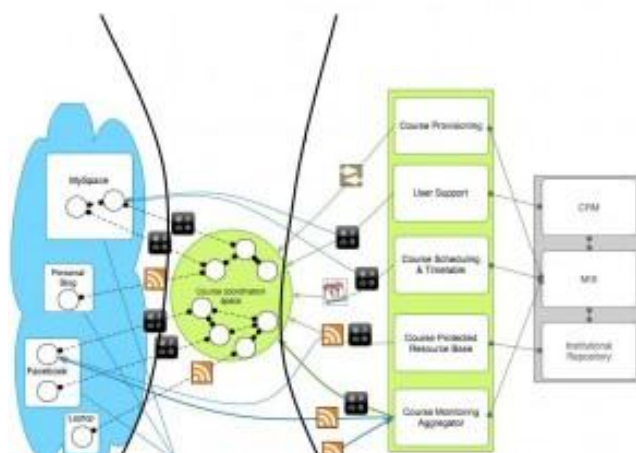 MySpace
Personal
Blog
Facebook
Laptop
Course coordination
space
Course Provisioning
User Support
Course Scheduling
& Timetable
Course Protected
Resource Base
Course Monitoring
Aggregator
CRM
MIS
Institutional
Repository